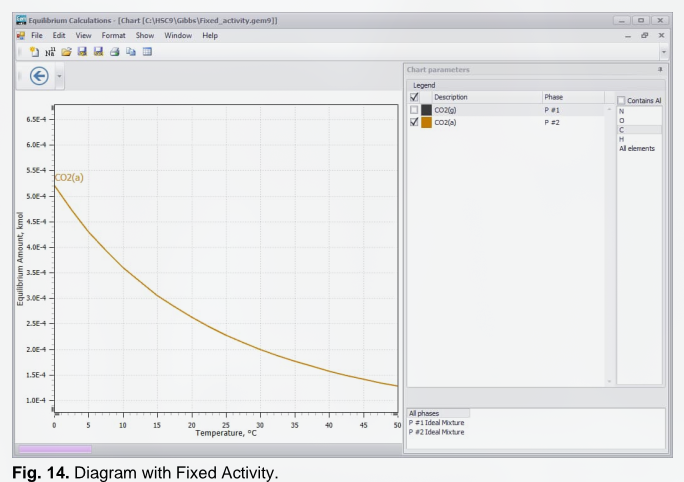 Equilibrium Calculations - [Chart [C:\HSC9\Gibbs\Fixed_activity.gem9]]
File Edit View Format Show Window Help
Chart parameters
Legend
Description Phase
CO2(g) P #1
CO2(a) P #2
Contains Al
N
O
C
H
All elements
6.5E-4
6.0E-4
5.5E-4
CO2(a)
5.0E-4
4.5E-4
4.0E-4
3.5E-4
3.0E-4
2.5E-4
2.0E-4
1.5E-4
1.0E-4
Equilibrium Amount, kmol
0 5 10 15 20 25 30 35 40 45 50
Temperature, ºC
All phases
P #1 Ideal Mixture
P #2 Ideal Mixture
Fig. 14. Diagram with Fixed Activity.